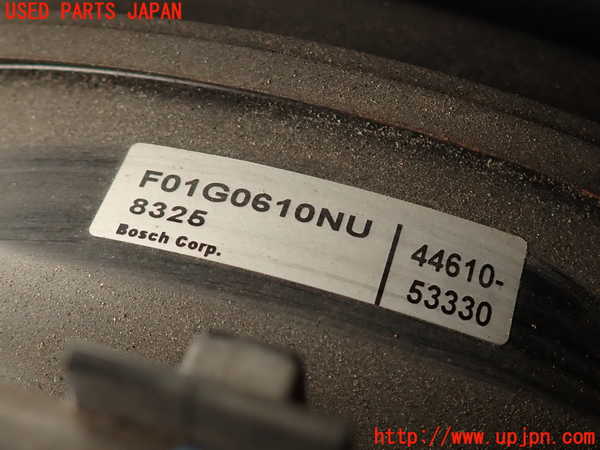 USED PARTS JAPAN
F01G0610NU
8325
Bosch Corp.
44610-
53330
http://www.upjpn.com/